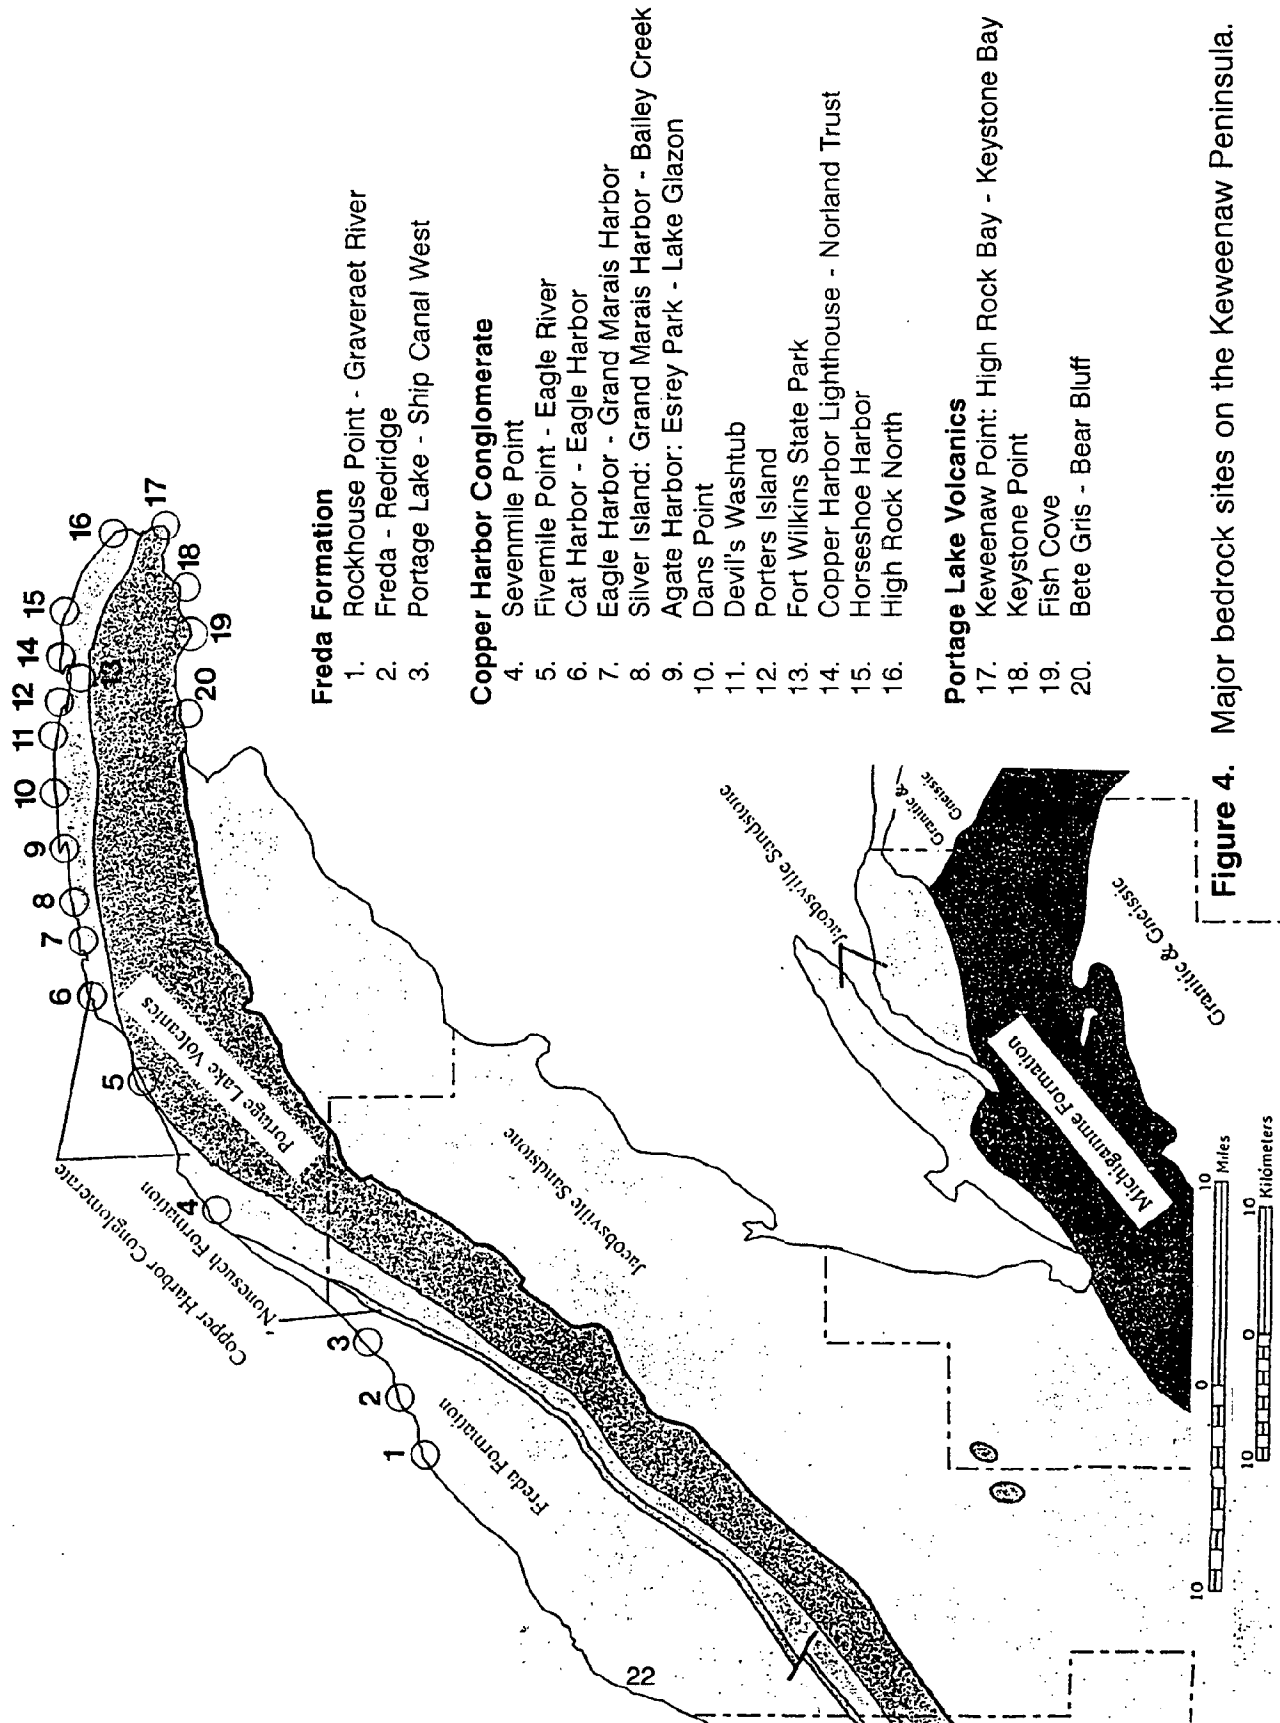 16
15
14
13
12
11
10
9
8
7
6
5
4
3
2
1
17
18
19
20
Copper Harbor Conglomerate
Nonesuch Formation
Portage Lake Volcanics
Freda Formation
Jacobsville Sandstone
Jacobsville Sandstone
Granitic &
Gneissic
Michigamme Formation
Granitic & Gneissic
Freda Formation
1. Rockhouse Point - Graveraet River
2. Freda - Redridge
3. Portage Lake - Ship Canal West
Copper Harbor Conglomerate
4. Sevenmile Point
5. Fivemile Point - Eagle River
6. Cat Harbor - Eagle Harbor
7. Eagle Harbor - Grand Marais Harbor
8. Silver Island: Grand Marais Harbor - Bailey Creek
9. Agate Harbor: Esrey Park - Lake Glazon
10. Dans Point
11. Devil's Washtub
12. Porters Island
13. Fort Wilkins State Park
14. Copper Harbor Lighthouse - Norland Trust
15. Horseshoe Harbor
16. High Rock North
Portage Lake Volcanics
17. Keweenaw Point: High Rock Bay - Keystone Bay
18. Keystone Point
19. Fish Cove
20. Bete Gris - Bear Bluff
10 0 10 Miles
10 0 10 Kilómeters
Figure 4. Major bedrock sites on the Keweenaw Peninsula.
22